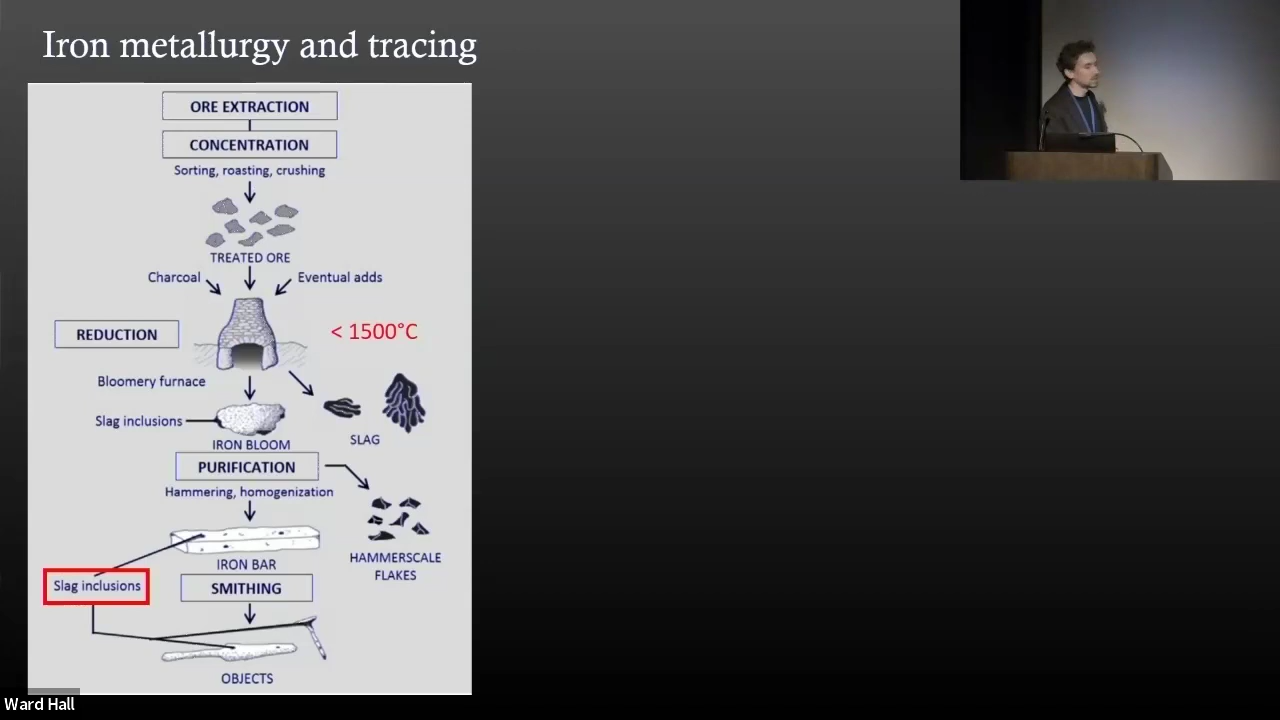 Iron metallurgy and tracing
ORE EXTRACTION
CONCENTRATION
Sorting, roasting, crushing
TREATED ORE
Charcoal
Eventual adds
REDUCTION
< 1500°C
Bloomery furnace
Slag inclusions
IRON BLOOM
SLAG
PURIFICATION
Hammering, homogenization
IRON BAR
HAMMERSCALE
FLAKES
Slag inclusions
SMITHING
OBJECTS
Ward Hall